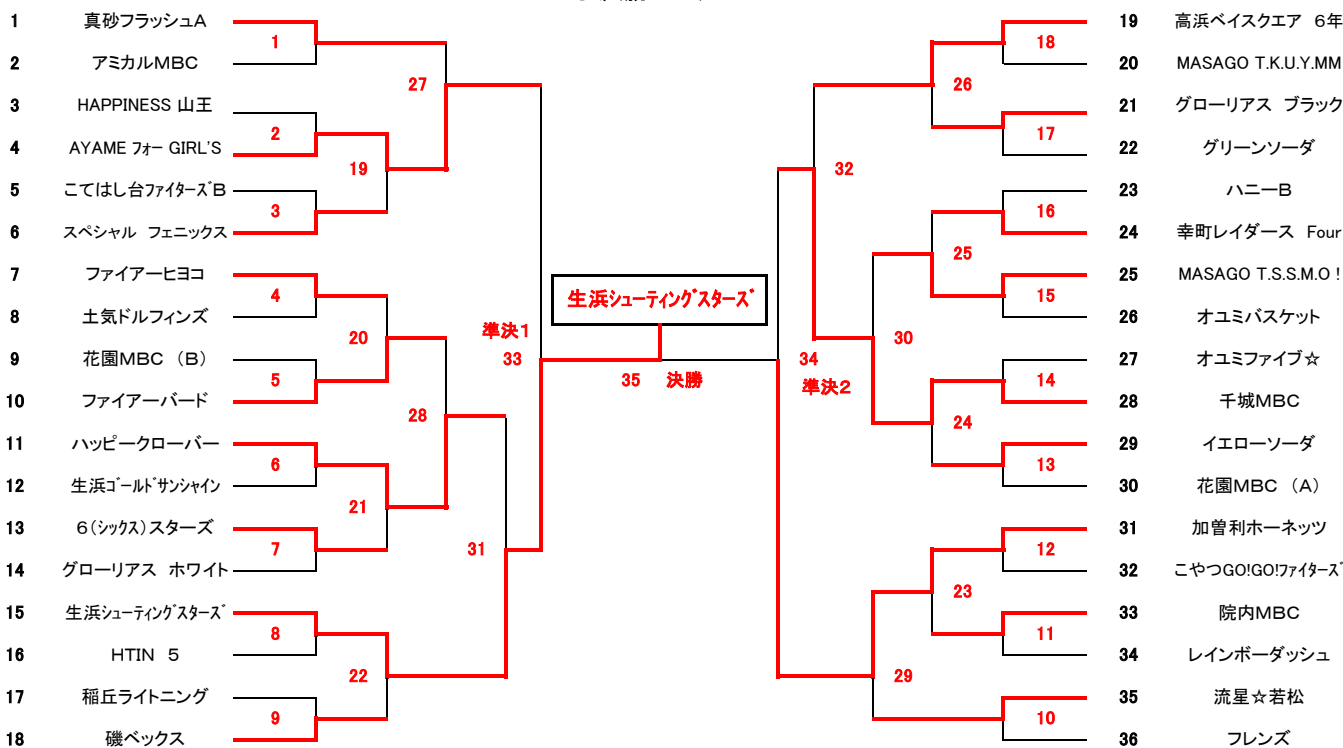 1 真砂フラッシュA
2 アミカルMBC
3 HAPPINESS 山王
4 AYAME フォー GIRL'S
5 こてはし台ファイターズB
6 スペシャル フェニックス
7 ファイアーヒヨコ
8 土気ドルフィンズ
9 花園MBC (B)
10 ファイアーバード
11 ハッピークローバー
12 生浜ゴールドサンシャイン
13 6(シックス)スターズ
14 グローリアス ホワイト
15 生浜シューティングスターズ
16 HTIN 5
17 稲丘ライトニング
18 磯ベックス
1
2
3
4
5
6
7
8
9
19
20
21
22
27
28
31
準決1
33
生浜シューティングスターズ
35 決勝
34
準決2
32
30
29
26
25
24
23
18
17
16
15
14
13
12
11
10
19 高浜ベイスクエア 6年
20 MASAGO T.K.U.Y.MM
21 グローリアス ブラック
22 グリーンソーダ
23 ハニーB
24 幸町レイダース Four
25 MASAGO T.S.S.M.O !
26 オユミバスケット
27 オユミファイブ☆
28 千城MBC
29 イエローソーダ
30 花園MBC (A)
31 加曽利ホーネッツ
32 こやつGO!GO!ファイターズ
33 院内MBC
34 レインボーダッシュ
35 流星☆若松
36 フレンズ